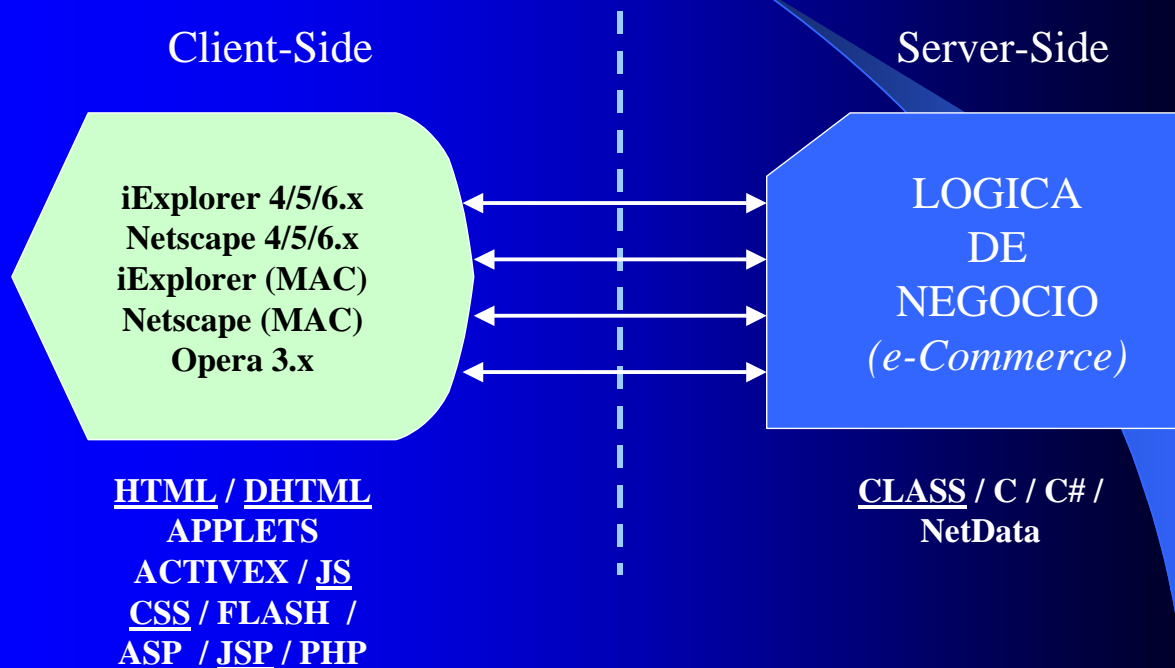 Client-Side
Server-Side
iExplorer 4/5/6.x
Netscape 4/5/6.x
iExplorer (MAC)
Netscape (MAC)
Opera 3.x
LOGICA
DE
NEGOCIO
(e-Commerce)
HTML / DHTML
APPLETS
ACTIVEX / JS
CSS / FLASH /
ASP / JSP / PHP
CLASS / C / C# /
NetData